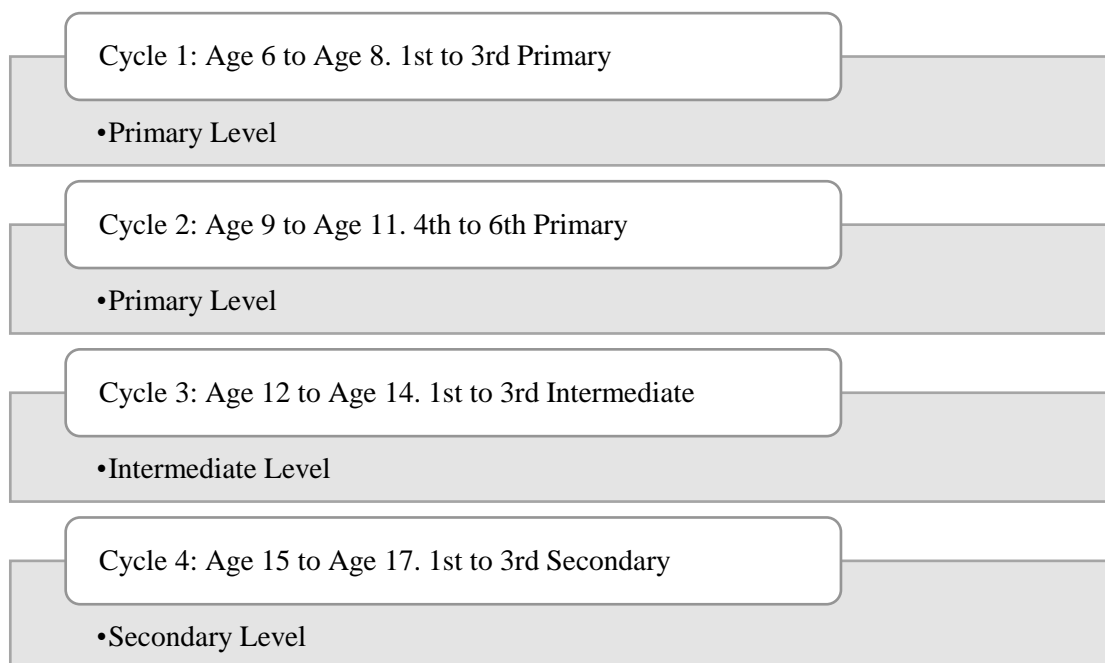 Cycle 1: Age 6 to Age 8. 1st to 3rd Primary
•Primary Level
Cycle 2: Age 9 to Age 11. 4th to 6th Primary
•Primary Level
Cycle 3: Age 12 to Age 14. 1st to 3rd Intermediate
•Intermediate Level
Cycle 4: Age 15 to Age 17. 1st to 3rd Secondary
•Secondary Level